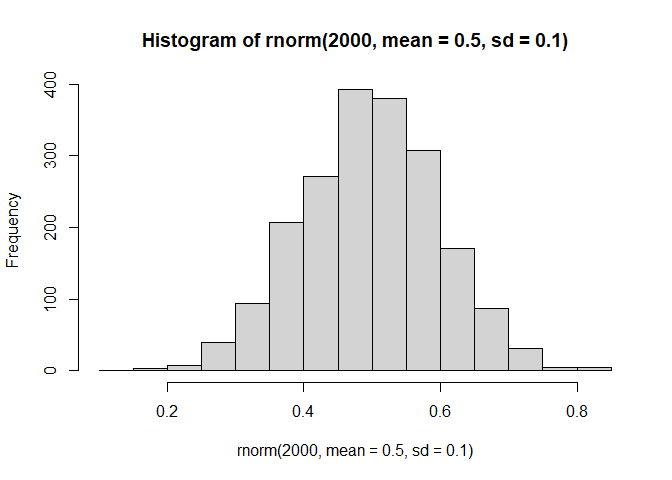 Histogram of rnorm(2000, mean = 0.5, sd = 0.1)
Frequency
400
300
200
100
0
0.2 0.4 0.6 0.8
rnorm(2000, mean = 0.5, sd = 0.1)